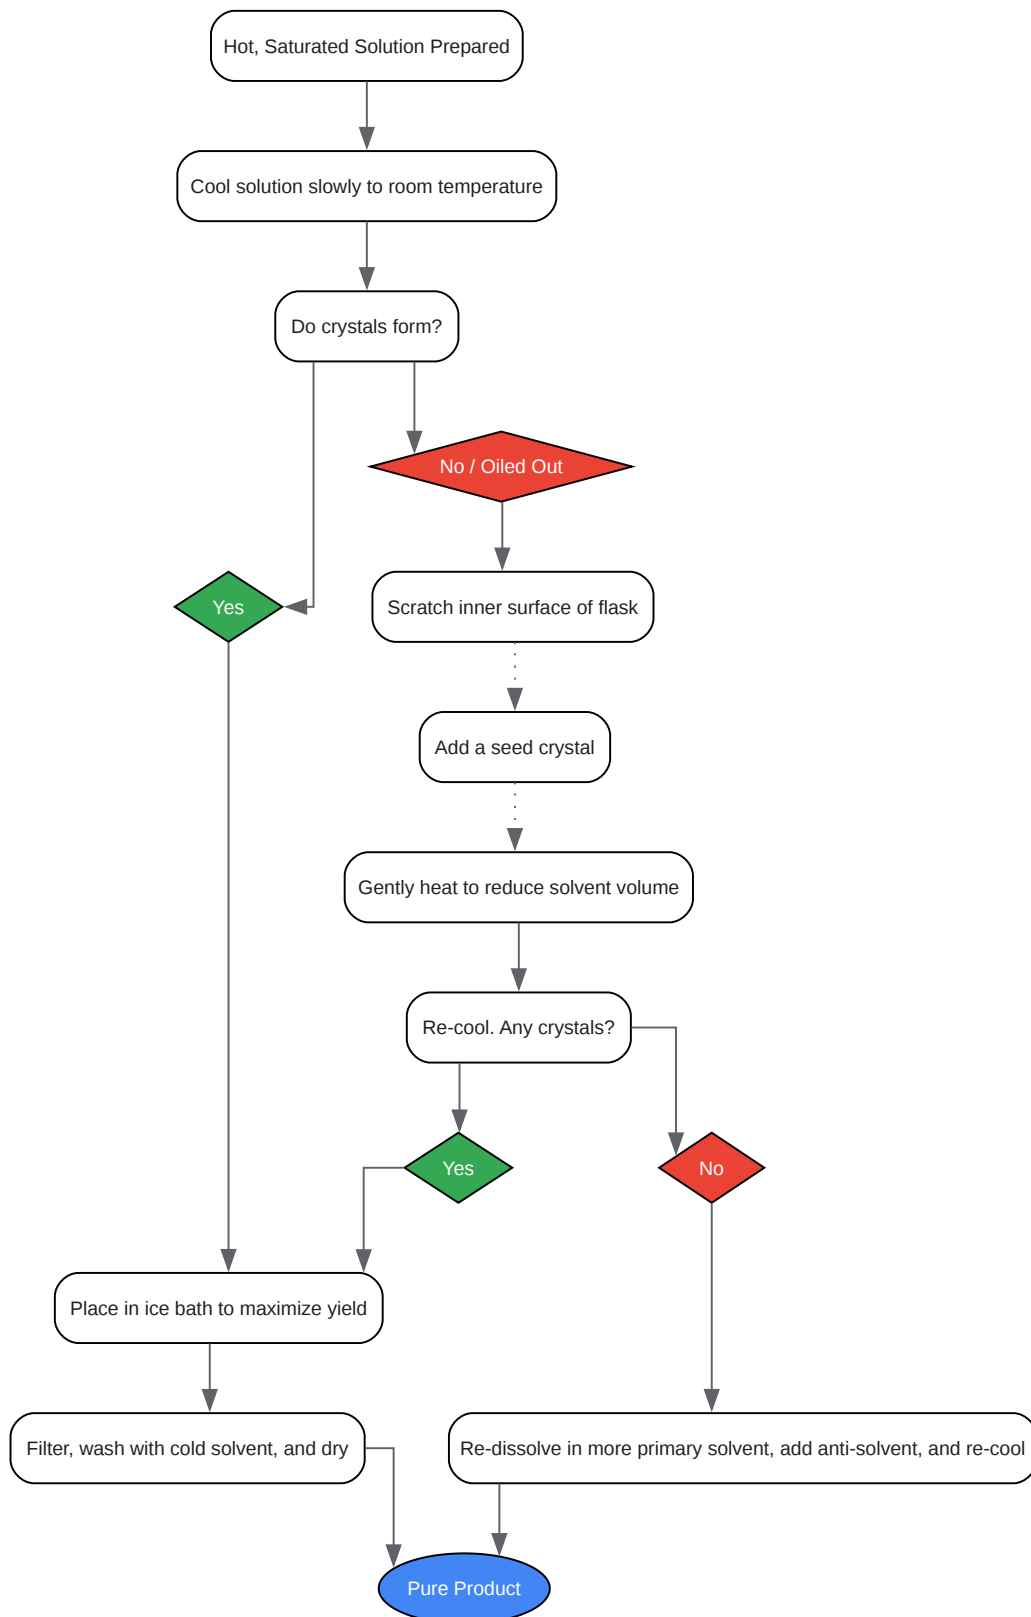 Hot, Saturated Solution Prepared
Cool solution slowly to room temperature
Do crystals form?
No / Oiled Out
Yes
Scratch inner surface of flask
Add a seed crystal
Gently heat to reduce solvent volume
Re-cool. Any crystals?
Yes
No
Place in ice bath to maximize yield
Filter, wash with cold solvent, and dry
Re-dissolve in more primary solvent, add anti-solvent, and re-cool
Pure Product